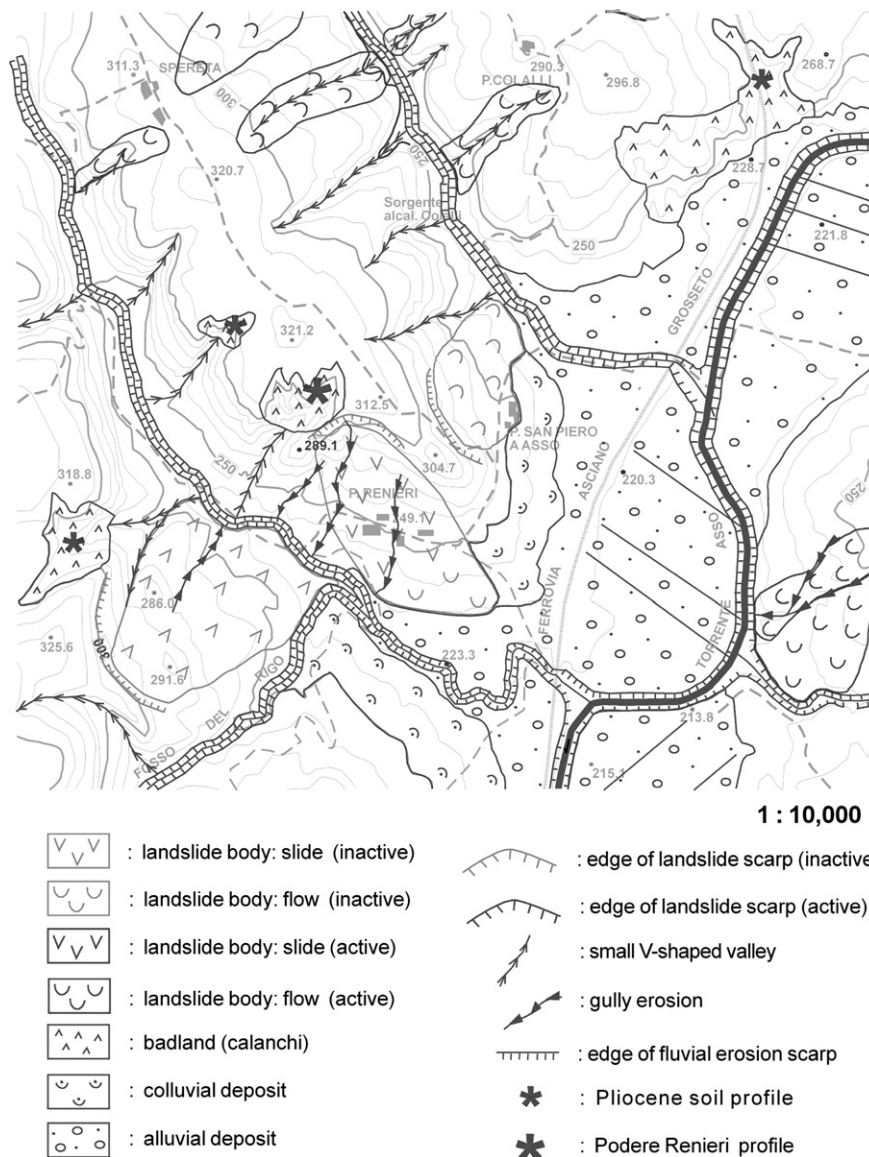 311.3
SPERETA
300
290.3
P.COLALLI
296.8
268.7
250
320.7
228.7
Sorgente
alcal. Colalli
250
221.8
GROSSETO
321.2
312.5
289.1
250
304.7
P. SAN PIERO
A ASSO
ASCIANO
318.8
P. RENIERI
249.1
220.3
250
ASSO
286.0
FERROVIA
TORRENTE
325.6
300
291.6
223.3
FOSSO DEL RIGO
213.8
215.1
1 : 10,000
: landslide body: slide (inactive)
: landslide body: flow (inactive)
: landslide body: slide (active)
: landslide body: flow (active)
: badland (calanchi)
: colluvial deposit
: alluvial deposit
: edge of landslide scarp (inactive
: edge of landslide scarp (active)
: small V-shaped valley
: gully erosion
: edge of fluvial erosion scarp
: Pliocene soil profile
: Podere Renieri profile